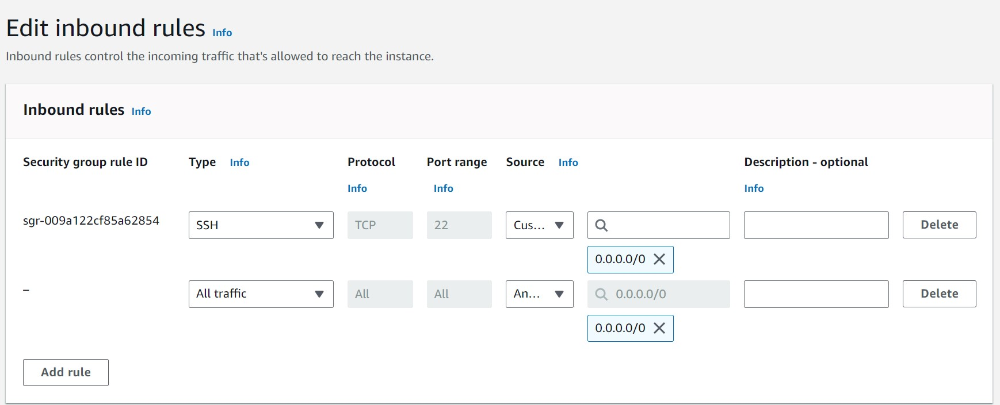 Edit inbound rules Info
Inbound rules control the incoming traffic that's allowed to reach the instance.
Inbound rules Info
Security group rule ID Type Info Protocol Port range Source Info Description - optional
Info Info Info
sgr-009a122cf85a62854 SSH TCP 22 Cus... Delete
0.0.0.0/0
– All traffic All All An... 0.0.0.0/0 Delete
0.0.0.0/0
Add rule